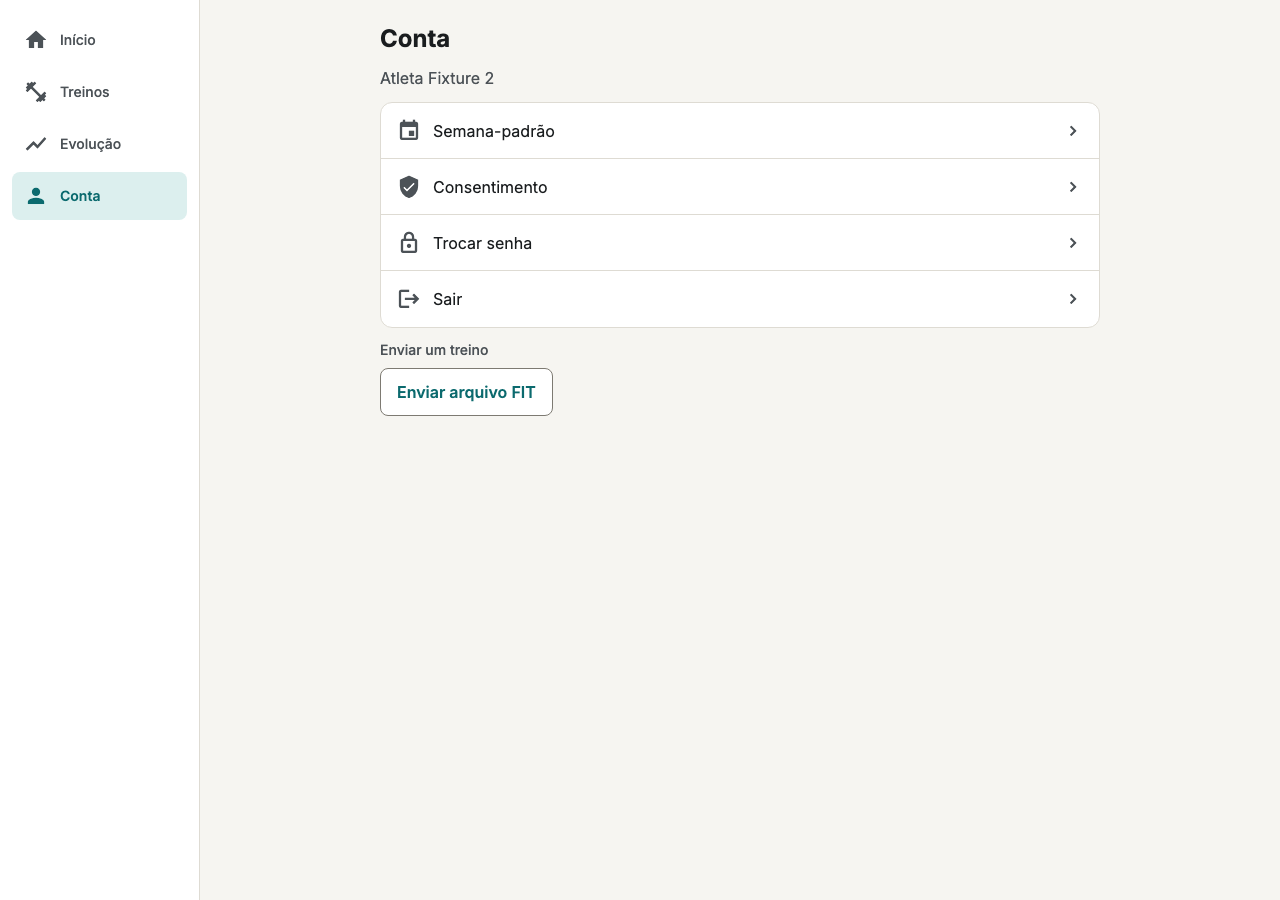 Início
Treinos
Evolução
Conta
Conta
Atleta Fixture 2
Semana-padrão
Consentimento
Trocar senha
Sair
Enviar um treino
Enviar arquivo FIT